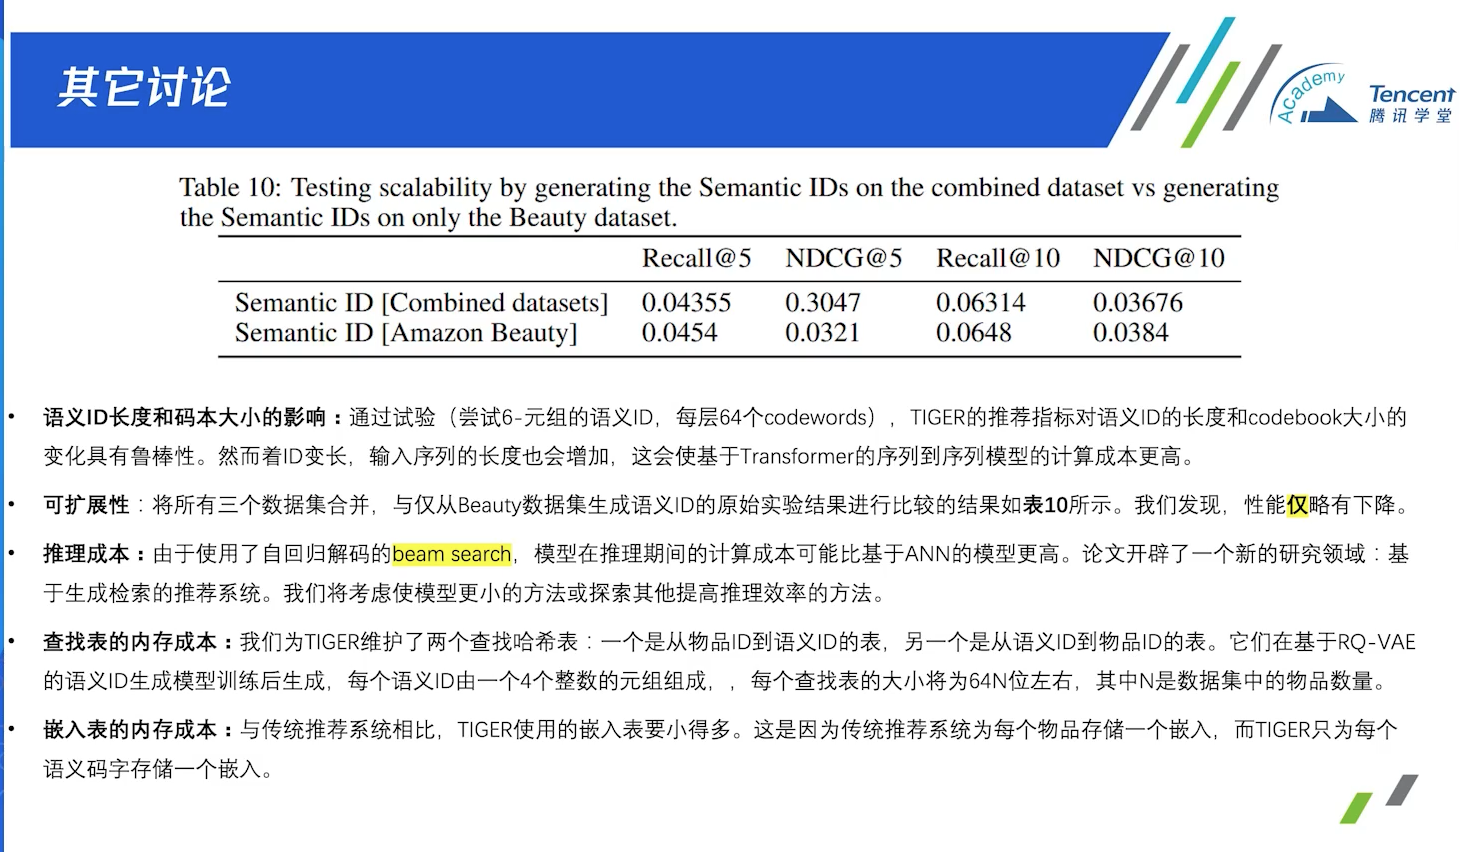 其它讨论
Academy
Tencent
腾讯学堂
Table 10: Testing scalability by generating the Semantic IDs on the combined dataset vs generating
the Semantic IDs on only the Beauty dataset.
Recall@5 NDCG@5 Recall@10 NDCG@10
Semantic ID [Combined datasets] 0.04355 0.3047 0.06314 0.03676
Semantic ID [Amazon Beauty] 0.0454 0.0321 0.0648 0.0384
• 语义ID长度和码本大小的影响：通过试验（尝试6-元组的语义ID，每层64个codewords），TIGER的推荐指标对语义ID的长度和codebook大小的
变化具有鲁棒性。然而着ID变长，输入序列的长度也会增加，这会使基于Transformer的序列到序列模型的计算成本更高。
• 可扩展性：将所有三个数据集合并，与仅从Beauty数据集生成语义ID的原始实验结果进行比较的结果如表10所示。我们发现，性能仅略有下降。
• 推理成本：由于使用了自回归解码的beam search，模型在推理期间的计算成本可能比基于ANN的模型更高。论文开辟了一个新的研究领域：基
于生成检索的推荐系统。我们将考虑使模型更小的方法或探索其他提高推理效率的方法。
• 查找表的内存成本：我们为TIGER维护了两个查找哈希表：一个是从物品ID到语义ID的表，另一个是从语义ID到物品ID的表。它们在基于RQ-VAE
的语义ID生成模型训练后生成，每个语义ID由一个4个整数的元组组成，，每个查找表的大小将为64N位左右，其中N是数据集中的物品数量。
• 嵌入表的内存成本：与传统推荐系统相比，TIGER使用的嵌入表要小得多。这是因为传统推荐系统为每个物品存储一个嵌入，而TIGER只为每个
语义码字存储一个嵌入。